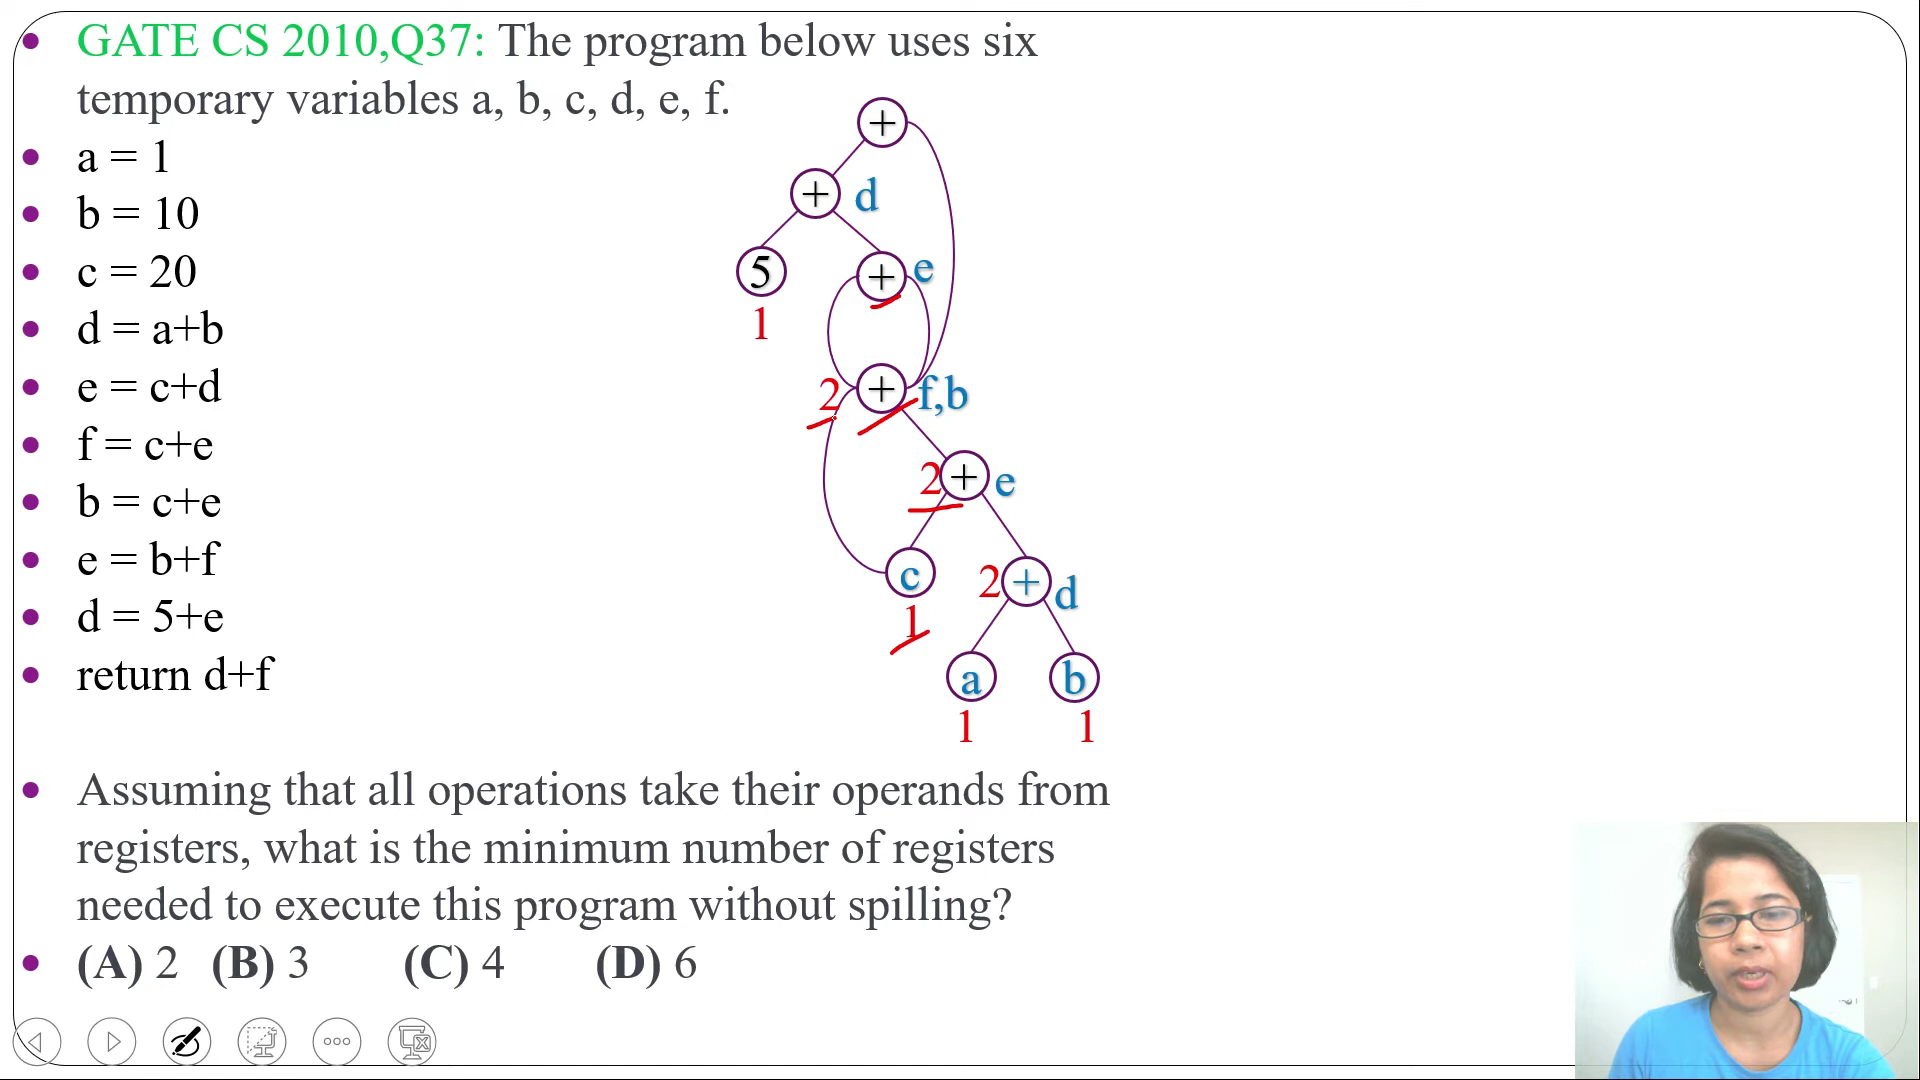 GATE CS 2010,Q37: The program below uses six
temporary variables a, b, c, d, e, f.
a = 1
b = 10
c = 20
d = a+b
e = c+d
f = c+e
b = c+e
e = b+f
d = 5+e
return d+f
+
+ d
5 + e
1
2 + f,b
2 + e
c 2 + d
1
a b
1 1
Assuming that all operations take their operands from
registers, what is the minimum number of registers
needed to execute this program without spilling?
(A) 2 (B) 3 (C) 4 (D) 6